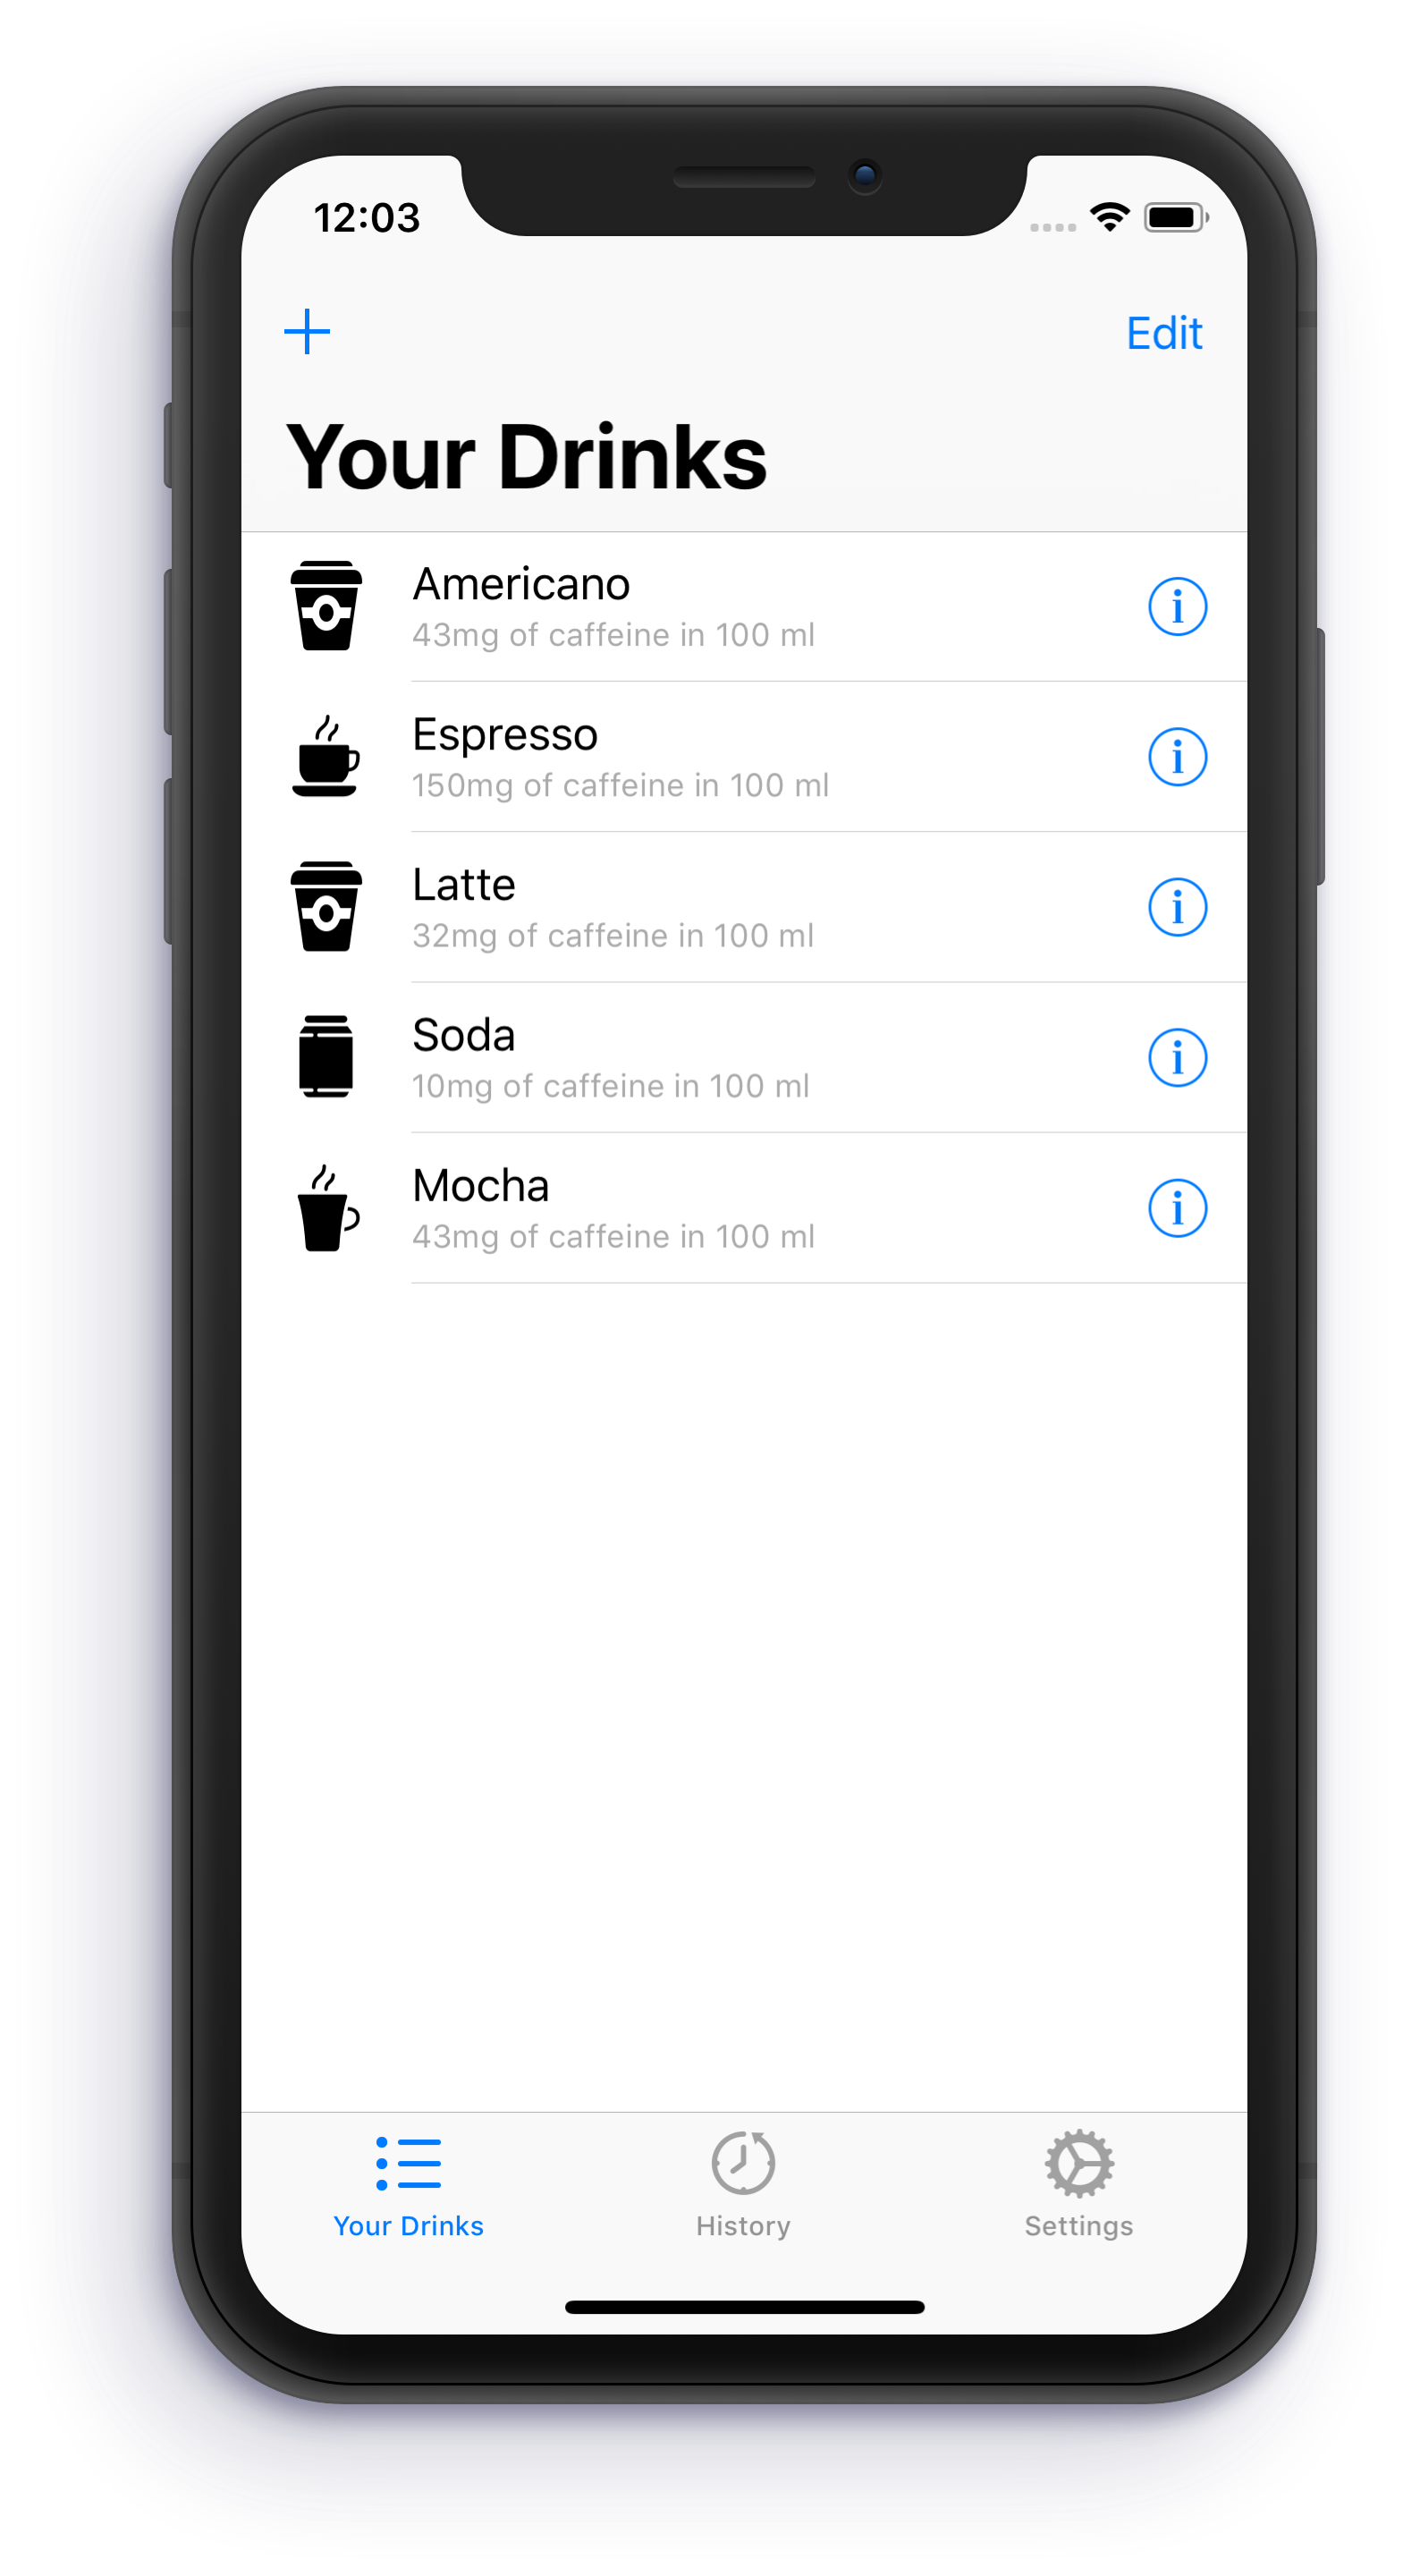 12:03
Edit
Your Drinks
Americano
43mg of caffeine in 100 ml
Espresso
150mg of caffeine in 100 ml
Latte
32mg of caffeine in 100 ml
Soda
10mg of caffeine in 100 ml
Mocha
43mg of caffeine in 100 ml
Your Drinks
History
Settings